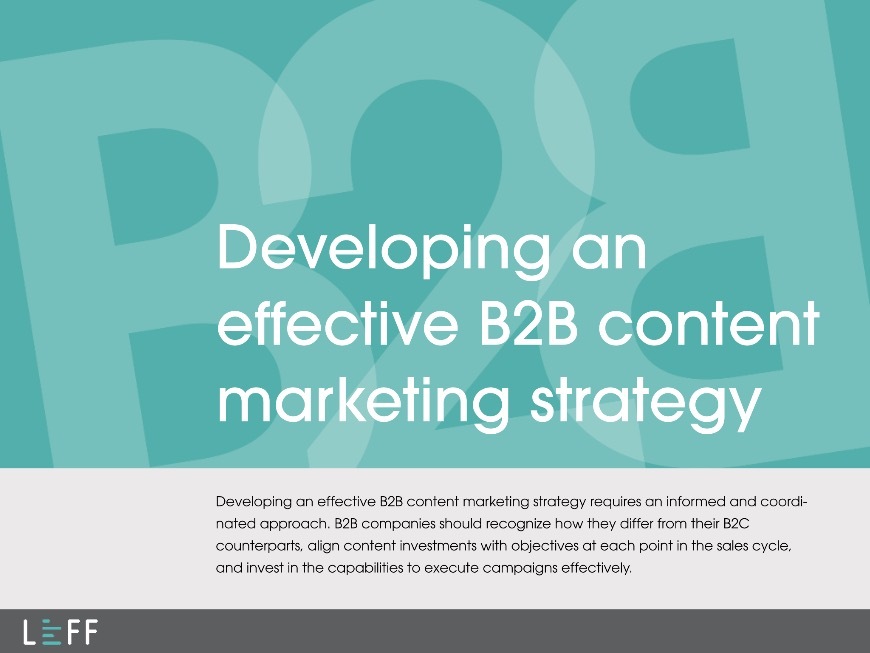 B2B
Developing an
effective B2B content
marketing strategy
Developing an effective B2B content marketing strategy requires an informed and coordi-
nated approach. B2B companies should recognize how they differ from their B2C
counterparts, align content investments with objectives at each point in the sales cycle,
and invest in the capabilities to execute campaigns effectively.
LEFF